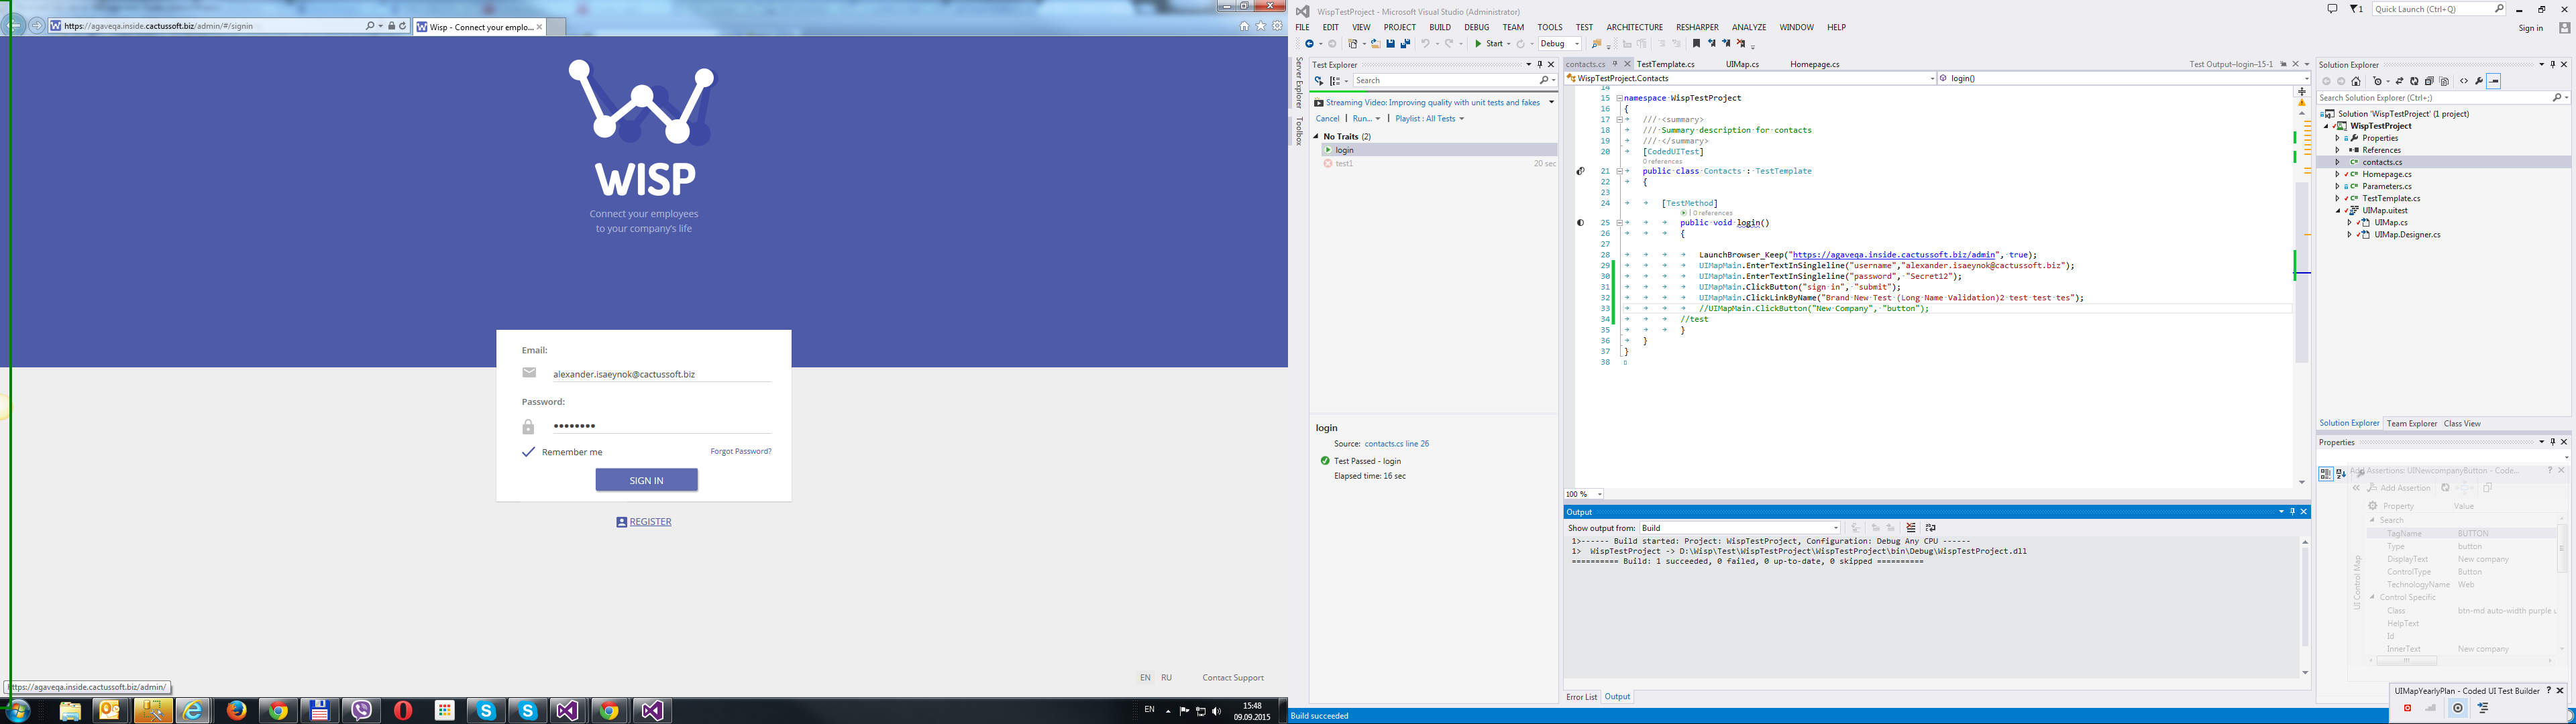 https://agaveqa.inside.cactussoft.biz/admin/#/signin
Wisp - Connect your emplo...
WISP
Connect your employees
to your company's life
Email:
alexander.isaeynok@cactussoft.biz
Password:
••••••••
Remember me
Forgot Password?
SIGN IN
REGISTER
EN RU Contact Support
https://agaveqa.inside.cactussoft.biz/admin/
EN
15:48
09.09.2015
WispTestProject - Microsoft Visual Studio (Administrator)
1
Quick Launch (Ctrl+Q)
FILE EDIT VIEW PROJECT BUILD DEBUG TEAM TOOLS TEST ARCHITECTURE RESHARPER ANALYZE WINDOW HELP
Sign in
Start
Debug
Server Explorer
Toolbox
Test Explorer
Search
Streaming Video: Improving quality with unit tests and fakes
Cancel | Run... | Playlist : All Tests
No Traits (2)
login
test1 20 sec
login
Source: contacts.cs line 26
Test Passed - login
Elapsed time: 16 sec
contacts.cs TestTemplate.cs UIMap.cs Homepage.cs Test Output-login-15-1
WispTestProject.Contacts login()
14
15 namespace WispTestProject
16 {
17 /// <summary>
18 /// Summary description for contacts
19 /// </summary>
20 [CodedUITest]
0 references
21 public class Contacts : TestTemplate
22 {
23
24 [TestMethod]
| 0 references
25 public void login()
26 {
27
28 LaunchBrowser_Keep("https://agaveqa.inside.cactussoft.biz/admin", true);
29 UIMapMain.EnterTextInSingleline("username","alexander.isaeynok@cactussoft.biz");
30 UIMapMain.EnterTextInSingleline("password", "Secret12");
31 UIMapMain.ClickButton("sign in", "submit");
32 UIMapMain.ClickLinkByName("Brand New Test (Long Name Validation)2 test test tes");
33 //UIMapMain.ClickButton("New Company", "button");
34 //test
35 }
36 }
37 }
38
100 %
Output
Show output from: Build
1>------ Build started: Project: WispTestProject, Configuration: Debug Any CPU ------
1> WispTestProject -> D:\Wisp\Test\WispTestProject\WispTestProject\bin\Debug\WispTestProject.dll
========== Build: 1 succeeded, 0 failed, 0 up-to-date, 0 skipped ==========
Error List Output
Build succeeded
Solution Explorer
Search Solution Explorer (Ctrl+;)
Solution 'WispTestProject' (1 project)
WispTestProject
Properties
References
contacts.cs
Homepage.cs
Parameters.cs
TestTemplate.cs
UIMap.uitest
UIMap.cs
UIMap.Designer.cs
Solution Explorer Team Explorer Class View
Properties
Add Assertions: UINewcompanyButton - Code...
Add Assertion
UI Control Map
Property Value
Search
TagName BUTTON
Type button
DisplayText New company
ControlType Button
TechnologyName Web
Control Specific
Class btn-md auto-width purple u
HelpText
Id
InnerText New company
UIMapYearlyPlan - Coded UI Test Builder